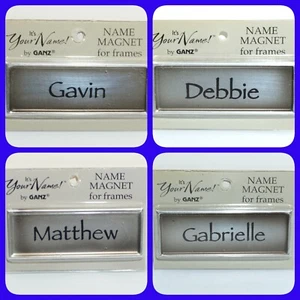 It's
Your Name!
by GANZ®
NAME
MAGNET
for frames
Gavin
It's
Your Name!
by GANZ®
NAME
MAGNET
for frames
Debbie
It's
Your Name!
by GANZ®
NAME
MAGNET
for frames
Matthew
It's
Your Name!
by GANZ®
NAME
MAGNET
for frames
Gabrielle